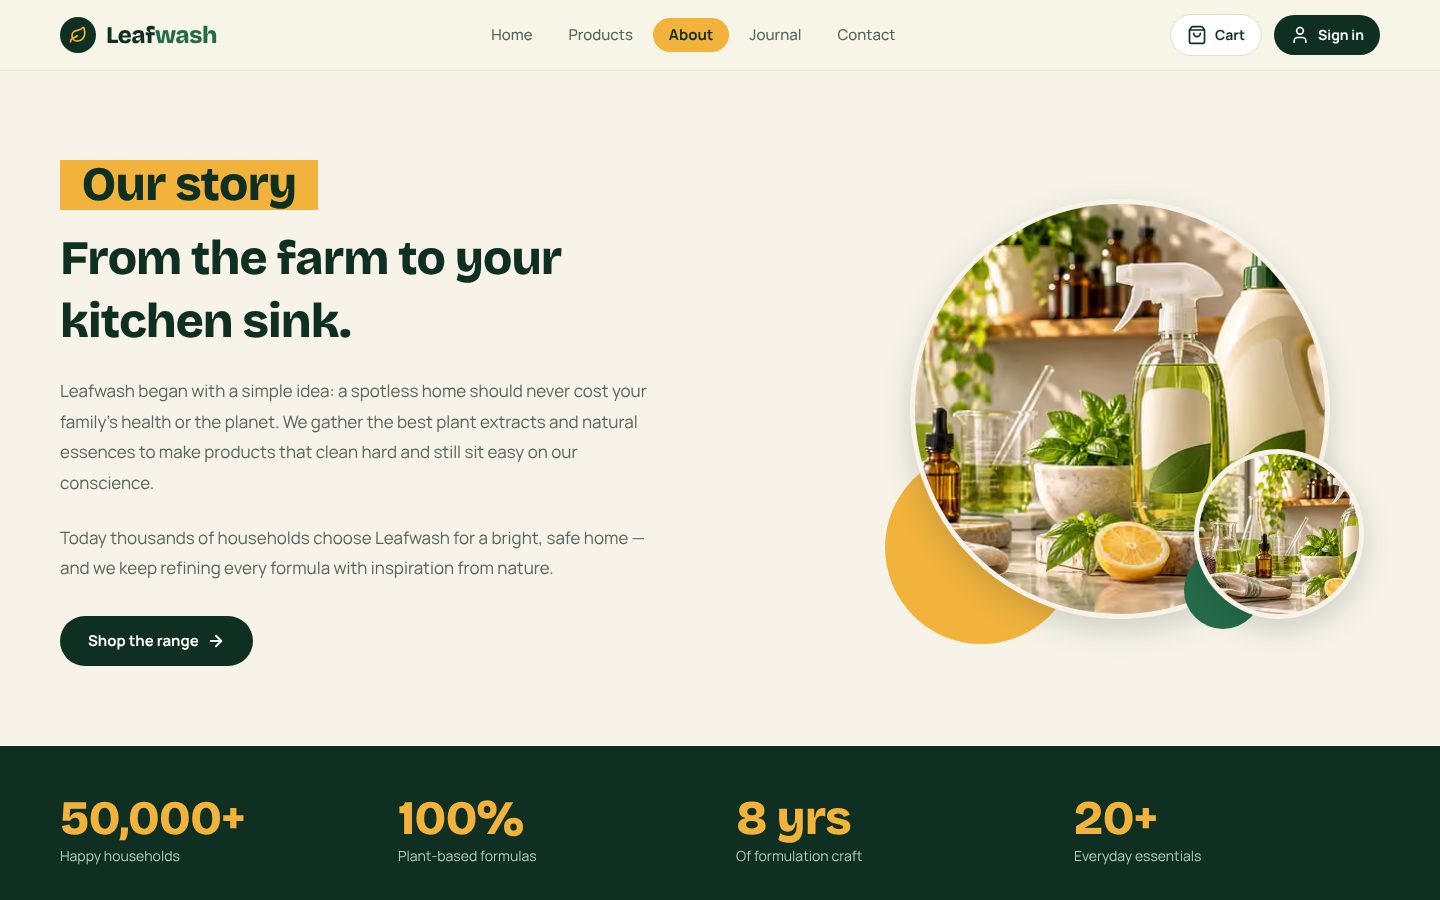 Leafwash
Home
Products
About
Journal
Contact
Cart
Sign in
Our story
From the farm to your
kitchen sink.
Leafwash began with a simple idea: a spotless home should never cost your
family's health or the planet. We gather the best plant extracts and natural
essences to make products that clean hard and still sit easy on our
conscience.
Today thousands of households choose Leafwash for a bright, safe home —
and we keep refining every formula with inspiration from nature.
Shop the range
50,000+
Happy households
100%
Plant-based formulas
8 yrs
Of formulation craft
20+
Everyday essentials